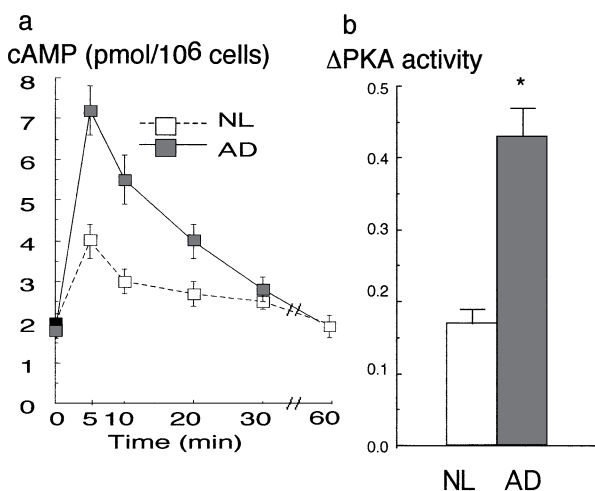 a
cAMP (pmol/10⁶ cells)
8
7
6
5
4
3
2
1
0
NL
AD
0 5 10 20 30 60
Time (min)
b
ΔPKA activity
0.5
0.4
0.3
0.2
0.1
0.0
*
NL AD